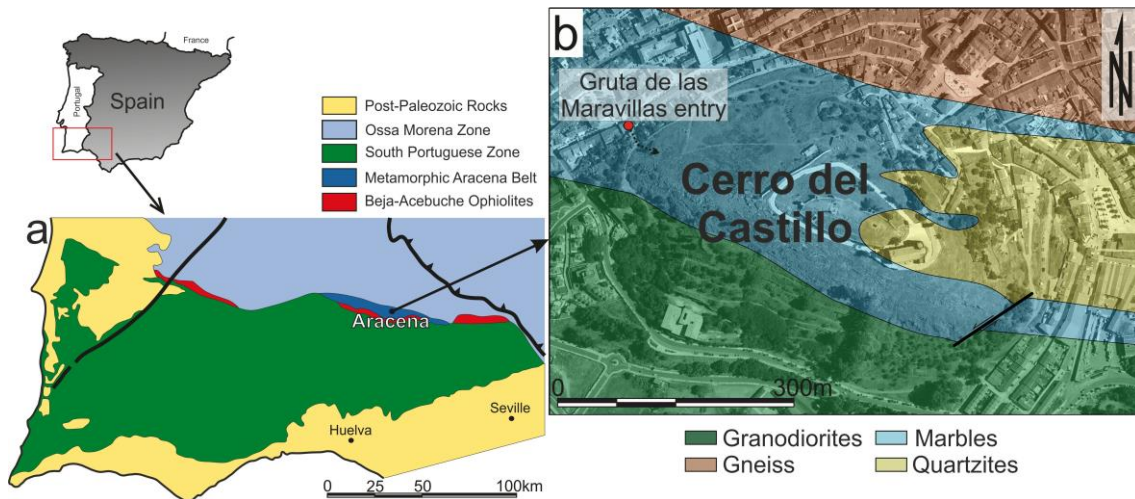 France
Portugal
Spain
Post-Paleozoic Rocks
Ossa Morena Zone
South Portuguese Zone
Metamorphic Aracena Belt
Beja-Acebuche Ophiolites
a
Aracena
Seville
Huelva
0 25 50 100km
b
N
Gruta de las
Maravillas entry
Cerro del
Castillo
0 300m
Granodiorites
Marbles
Gneiss
Quartzites